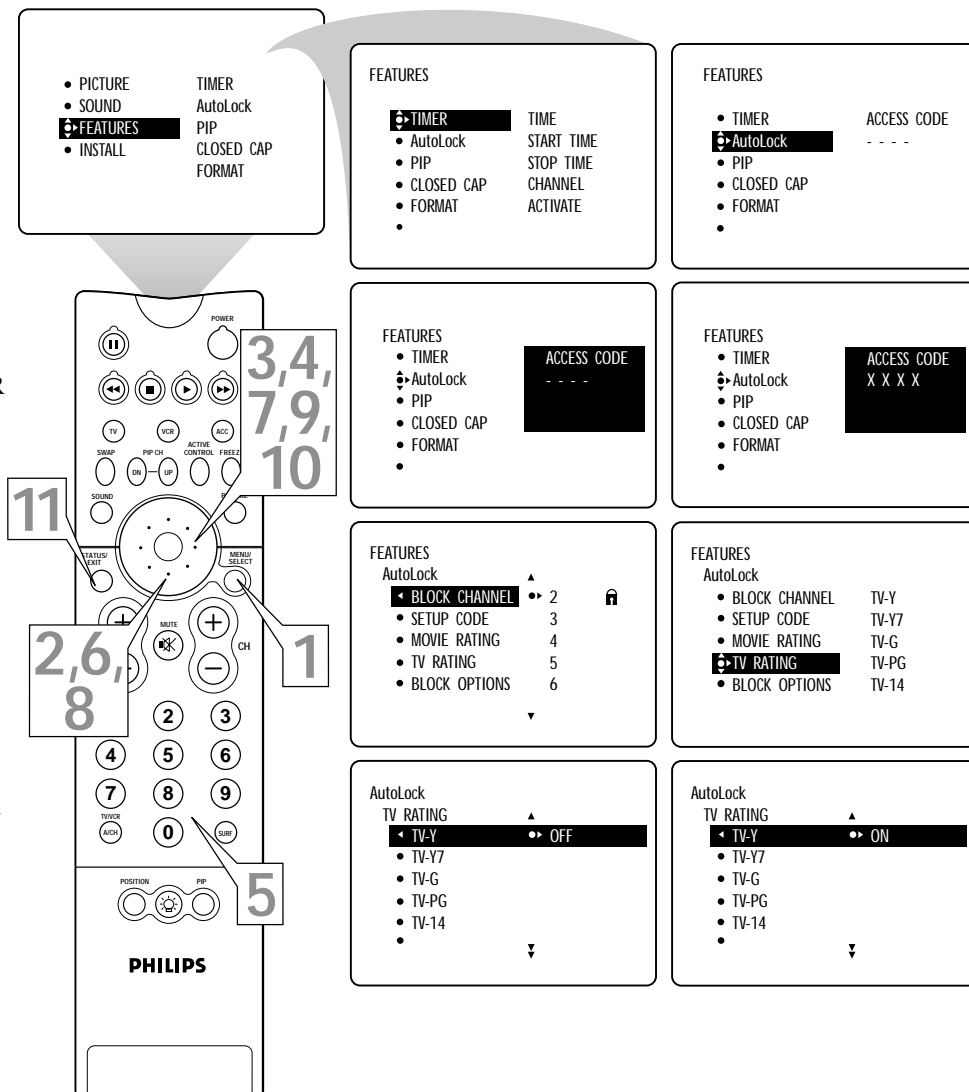 • PICTURE TIMER
• SOUND AutoLock
FEATURES PIP
• INSTALL CLOSED CAP
FORMAT
FEATURES
TIMER TIME
• AutoLock START TIME
• PIP STOP TIME
• CLOSED CAP CHANNEL
• FORMAT ACTIVATE
•
FEATURES
• TIMER ACCESS CODE
AutoLock - - - -
• PIP
• CLOSED CAP
• FORMAT
•
FEATURES
• TIMER ACCESS CODE
AutoLock - - - -
• PIP
• CLOSED CAP
• FORMAT
•
FEATURES
• TIMER ACCESS CODE
AutoLock X X X X
• PIP
• CLOSED CAP
• FORMAT
•
FEATURES
AutoLock
BLOCK CHANNEL 2
• SETUP CODE 3
• MOVIE RATING 4
• TV RATING 5
• BLOCK OPTIONS 6
FEATURES
AutoLock
• BLOCK CHANNEL TV-Y
• SETUP CODE TV-Y7
• MOVIE RATING TV-G
TV RATING TV-PG
• BLOCK OPTIONS TV-14
AutoLock
TV RATING
TV-Y OFF
• TV-Y7
• TV-G
• TV-PG
• TV-14
•
AutoLock
TV RATING
TV-Y ON
• TV-Y7
• TV-G
• TV-PG
• TV-14
•
R
POWER
TV VCR ACC
SWAP PIP CH ACTIVE CONTROL
DN UP
SOUND
STATUS/EXIT MENU/SELECT
MUTE
CH
2 3
4 5 6
7 8 9
TV/VCR
A/CH 0 SURF
POSITION PIP
PHILIPS
3,4,
7,9,
10
11
2,6,
8
1
5